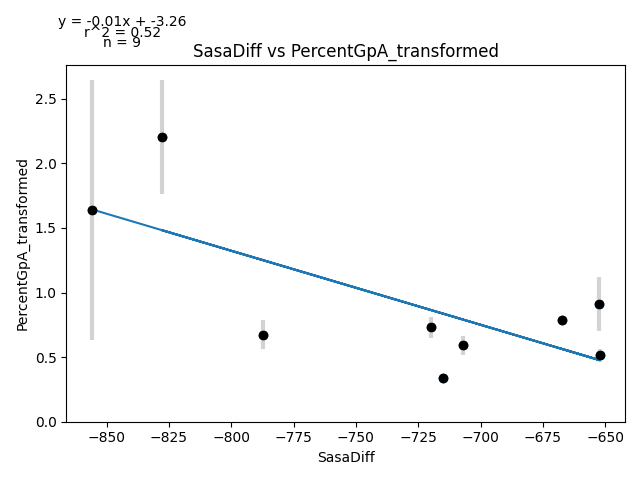 y = -0.01x + -3.26
r^2 = 0.52
n = 9
SasaDiff vs PercentGpA_transformed
PercentGpA_transformed
2.5
2.0
1.5
1.0
0.5
0.0
−850 −825 −800 −775 −750 −725 −700 −675 −650
SasaDiff